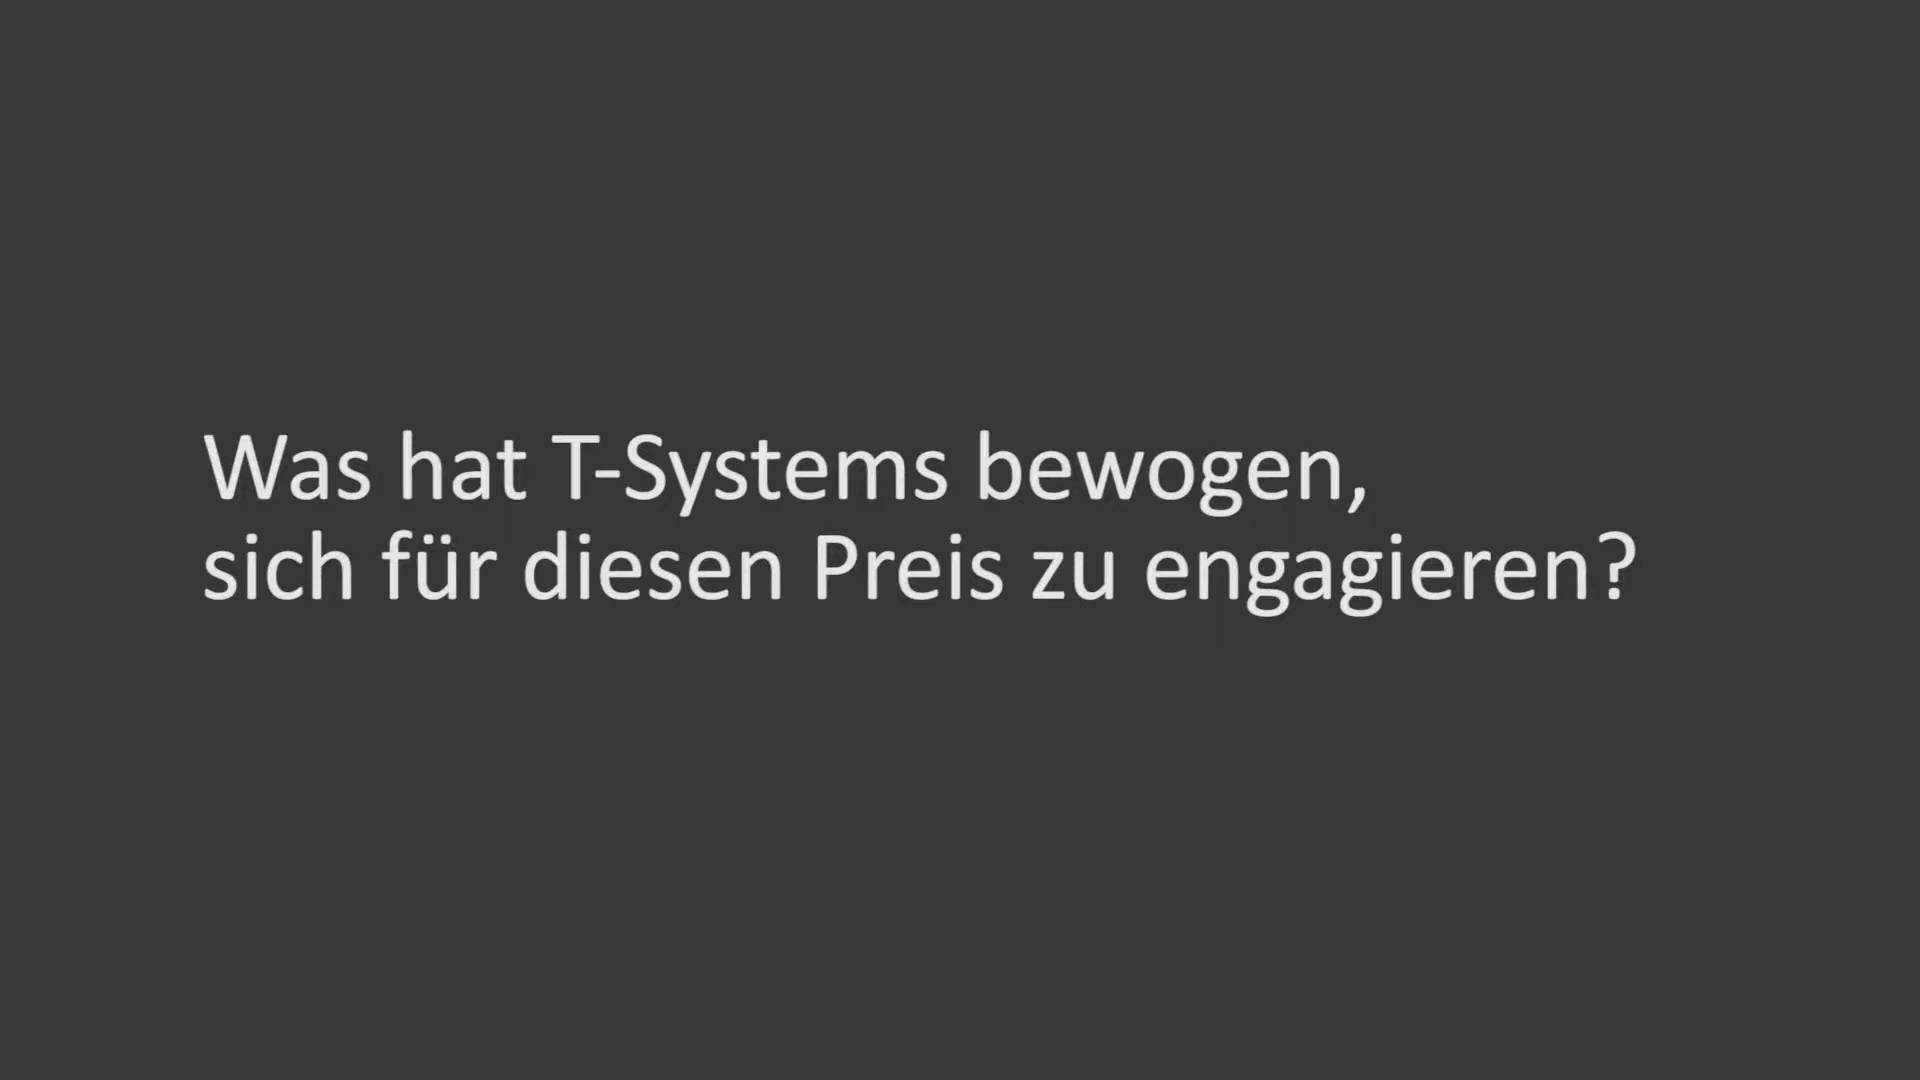 Was hat T-Systems bewogen,
sich für diesen Preis zu engagieren?